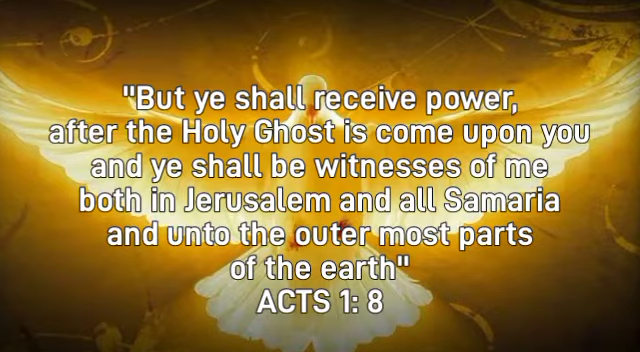 "But ye shall receive power,
after the Holy Ghost is come upon you
and ye shall be witnesses of me
both in Jerusalem and all Samaria
and unto the outer most parts
of the earth"
ACTS 1: 8